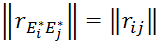 ‖r_{E_i^* E_j^*}‖ = ‖r_{ij}‖